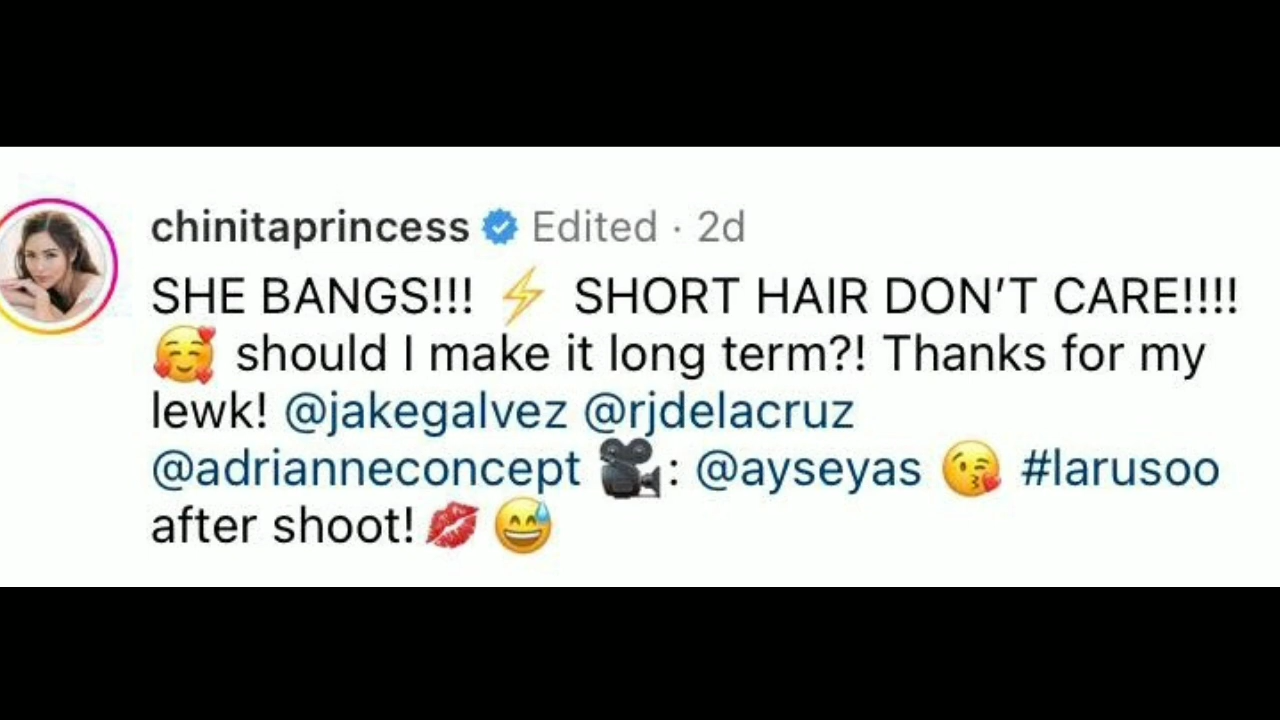 chinitaprincess Edited · 2d
SHE BANGS!!! ⚡ SHORT HAIR DON’T CARE!!!!
🥰 should I make it long term?! Thanks for my
lewk! @jakegalvez @rjdelacruz
@adrianneconcept 🎥: @ayseyas 😘 #larusoo
after shoot! 💋 😅